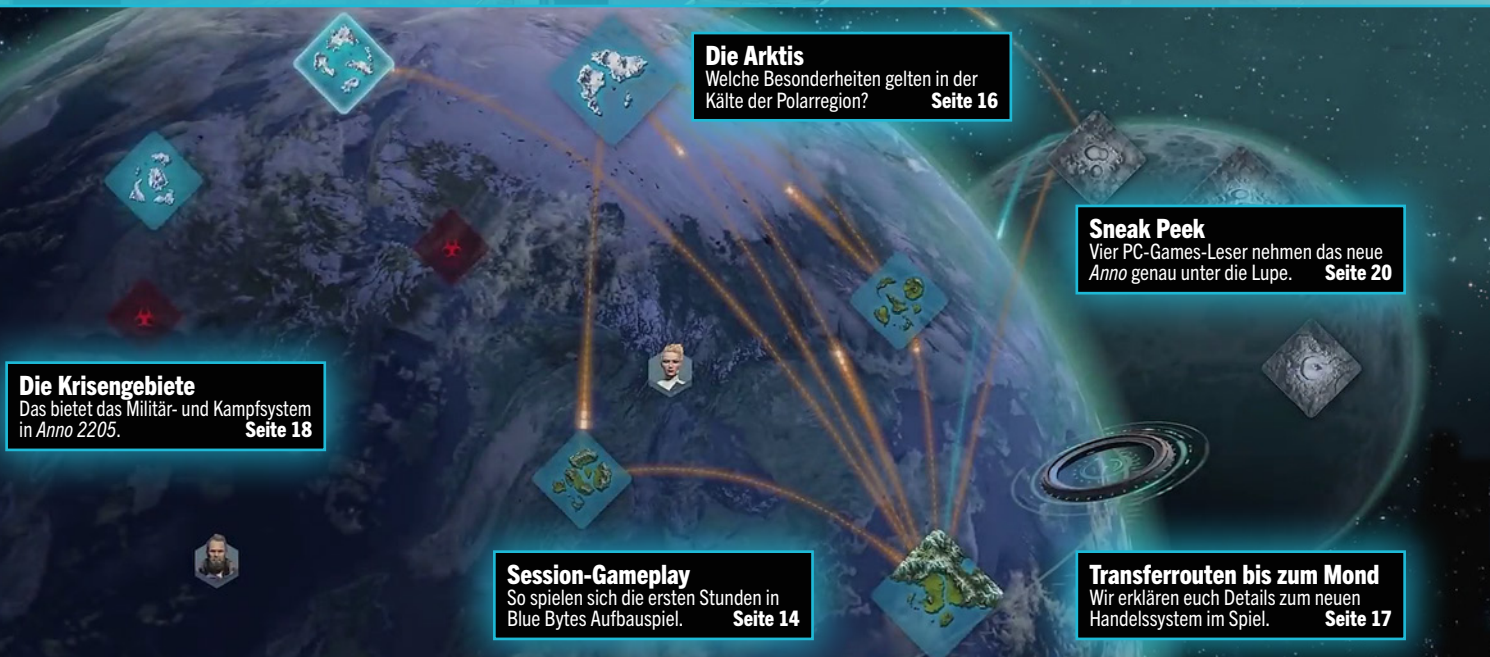 Die Arktis
Welche Besonderheiten gelten in der
Kälte der Polarregion? Seite 16
Sneak Peek
Vier PC-Games-Leser nehmen das neue
Anno genau unter die Lupe. Seite 20
Die Krisengebiete
Das bietet das Militär- und Kampfsystem
in Anno 2205. Seite 18
Session-Gameplay
So spielen sich die ersten Stunden in
Blue Bytes Aufbauspiel. Seite 14
Transferrouten bis zum Mond
Wir erklären euch Details zum neuen
Handelssystem im Spiel. Seite 17